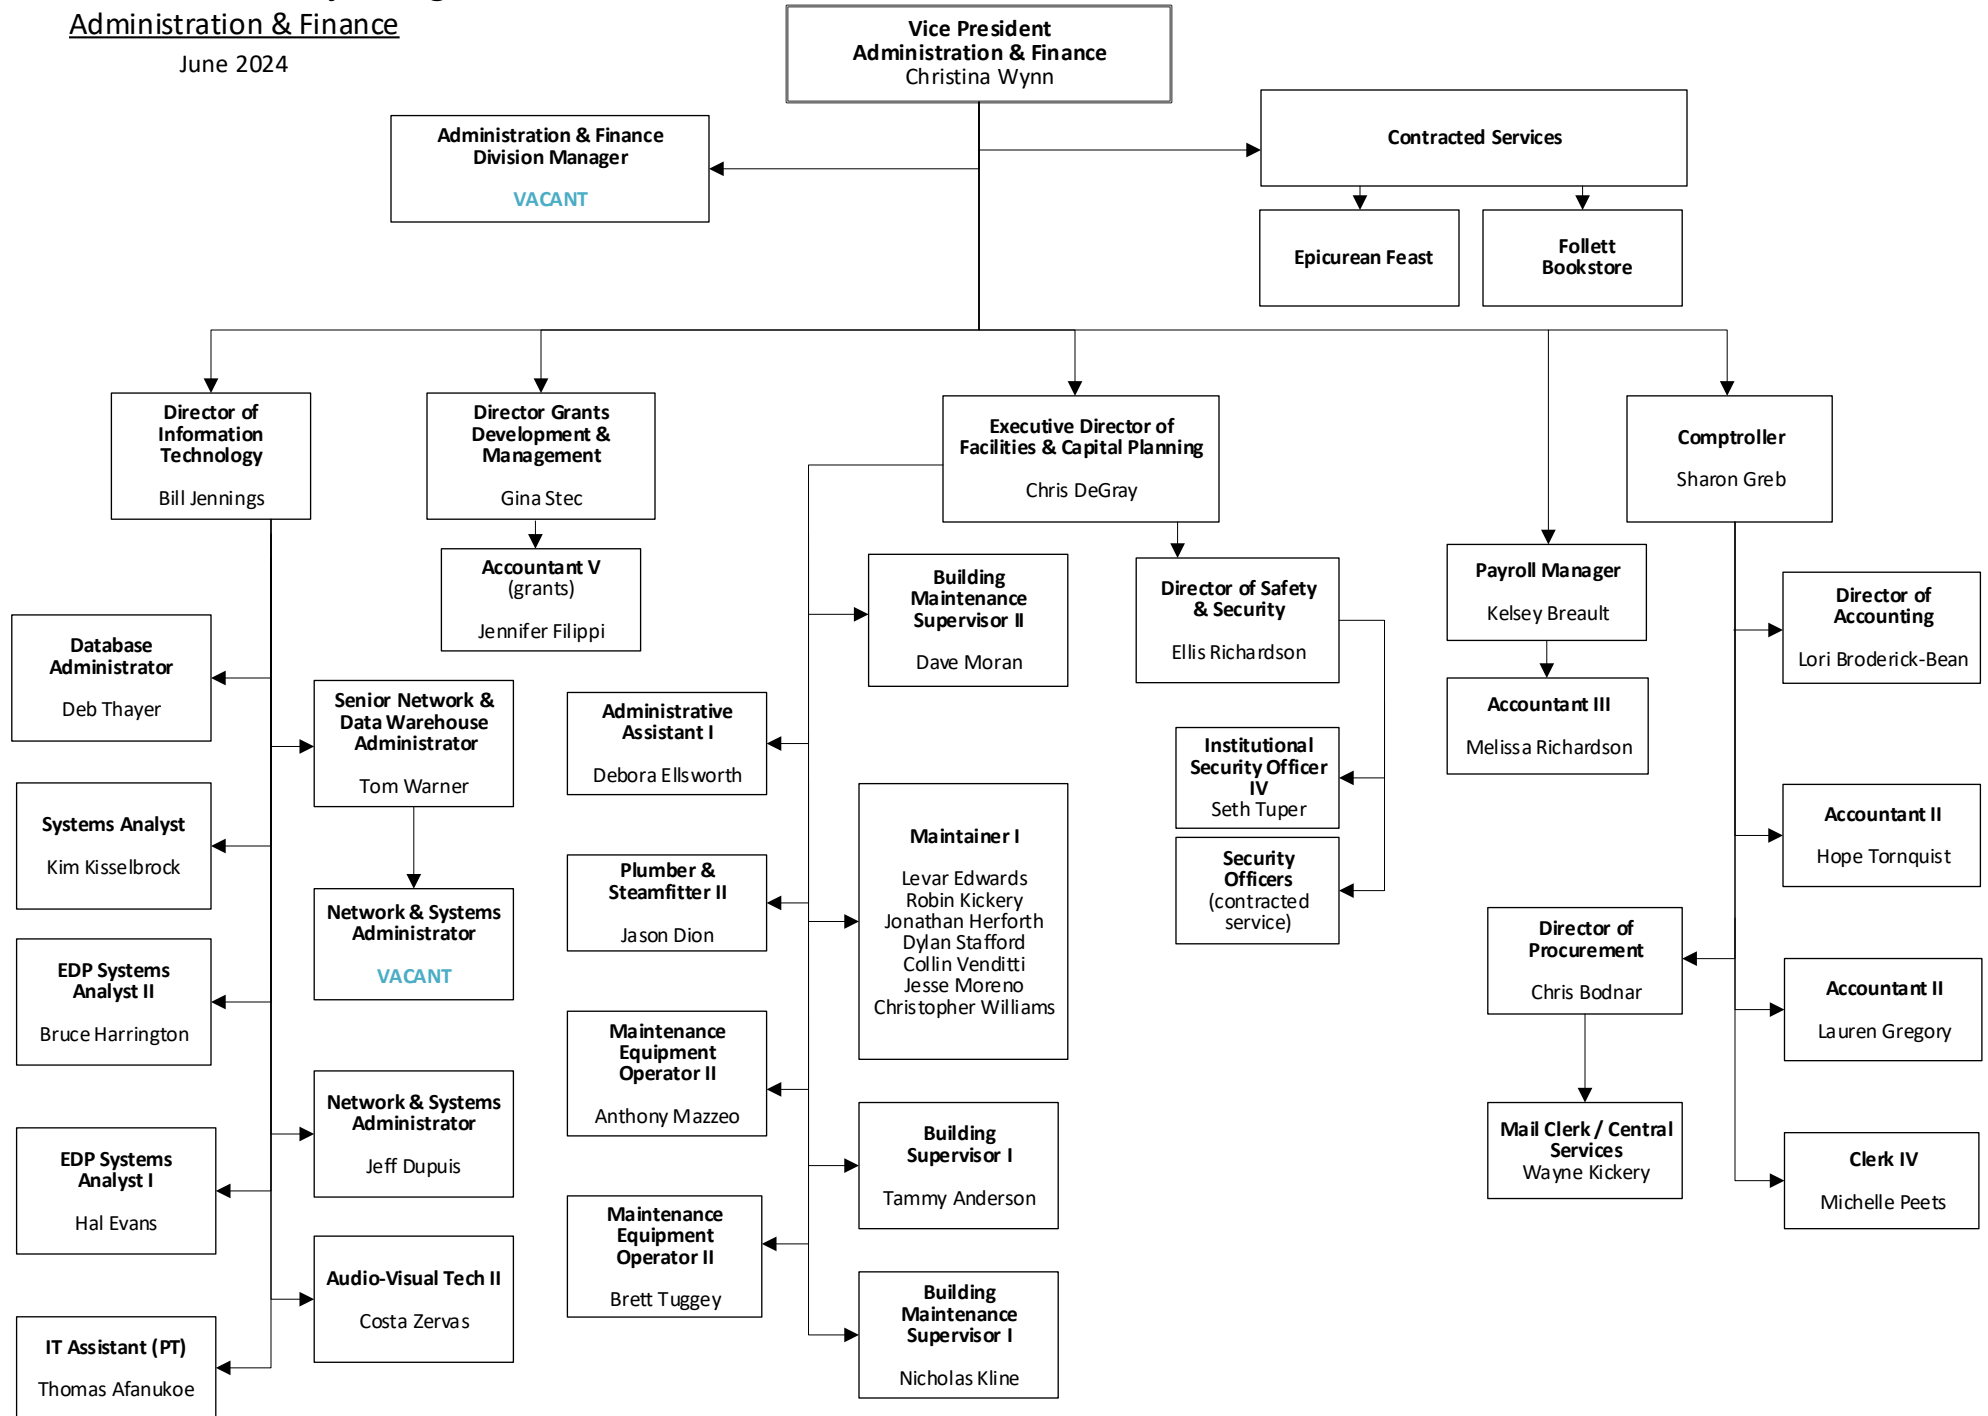 Administration & Finance
June 2024
Vice President
Administration & Finance
Christina Wynn
Administration & Finance
Division Manager
VACANT
Contracted Services
Epicurean Feast
Follett
Bookstore
Director of
Information
Technology
Bill Jennings
Director Grants
Development &
Management
Gina Stec
Executive Director of
Facilities & Capital Planning
Chris DeGray
Comptroller
Sharon Greb
Accountant V
(grants)
Jennifer Filippi
Building
Maintenance
Supervisor II
Dave Moran
Director of Safety
& Security
Ellis Richardson
Payroll Manager
Kelsey Breault
Director of
Accounting
Lori Broderick-Bean
Database
Administrator
Deb Thayer
Senior Network &
Data Warehouse
Administrator
Tom Warner
Administrative
Assistant I
Debora Ellsworth
Institutional
Security Officer
IV
Seth Tuper
Accountant III
Melissa Richardson
Systems Analyst
Kim Kisselbrock
Maintainer I
Levar Edwards
Robin Kickery
Jonathan Herforth
Dylan Stafford
Collin Venditti
Jesse Moreno
Christopher Williams
Security
Officers
(contracted
service)
Accountant II
Hope Tornquist
Plumber &
Steamfitter II
Jason Dion
Network & Systems
Administrator
VACANT
Director of
Procurement
Chris Bodnar
EDP Systems
Analyst II
Bruce Harrington
Accountant II
Lauren Gregory
Maintenance
Equipment
Operator II
Anthony Mazzeo
Network & Systems
Administrator
Jeff Dupuis
Building
Supervisor I
Tammy Anderson
Mail Clerk / Central
Services
Wayne Kickery
Clerk IV
Michelle Peets
EDP Systems
Analyst I
Hal Evans
Maintenance
Equipment
Operator II
Brett Tuggey
Audio-Visual Tech II
Costa Zervas
Building
Maintenance
Supervisor I
Nicholas Kline
IT Assistant (PT)
Thomas Afanukoe